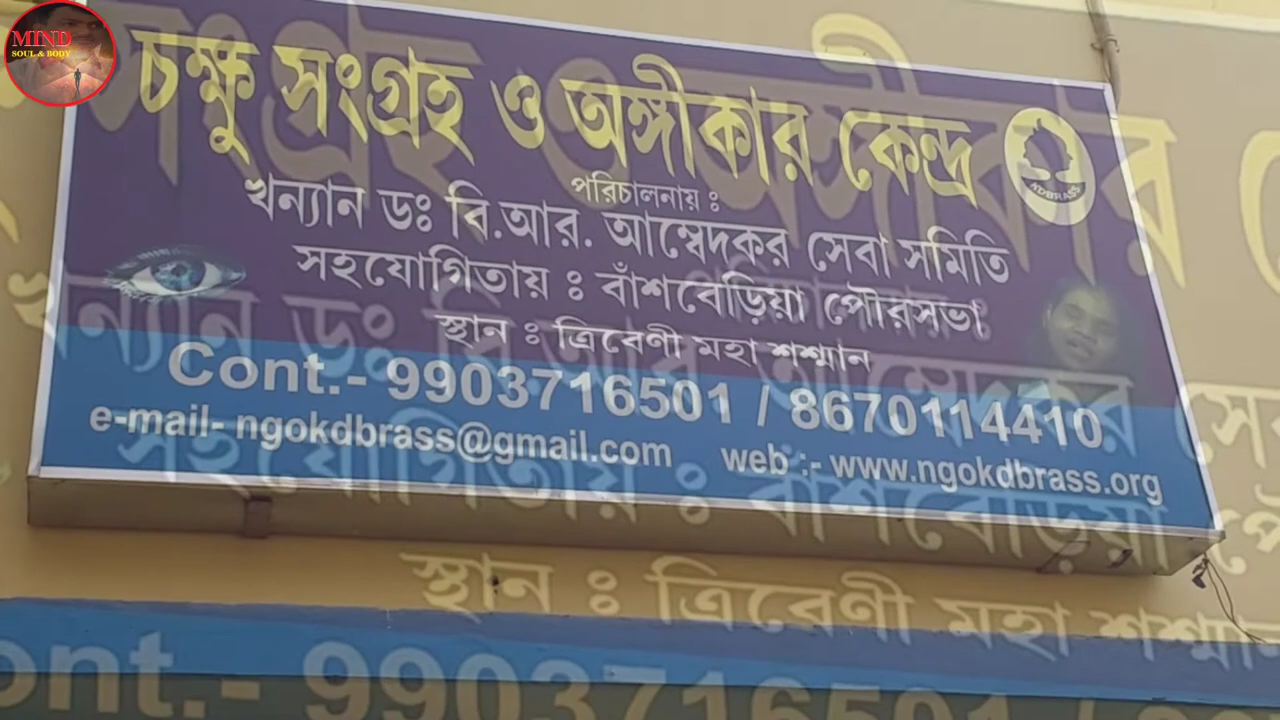 MIND
SOUL & BODY
চক্ষু সংগ্রহ ও অঙ্গীকার কেন্দ্র
KDBRASS
পরিচালনায় ঃ
খন্যান ডঃ বি.আর. আম্বেদকর সেবা সমিতি
সহযোগিতায় ঃ বাঁশবেড়িয়া পৌরসভা
স্থান ঃ ত্রিবেণী মহা শশ্মান
Cont.- 9903716501 / 8670114410
e-mail- ngokdbrass@gmail.com web :- www.ngokdbrass.org